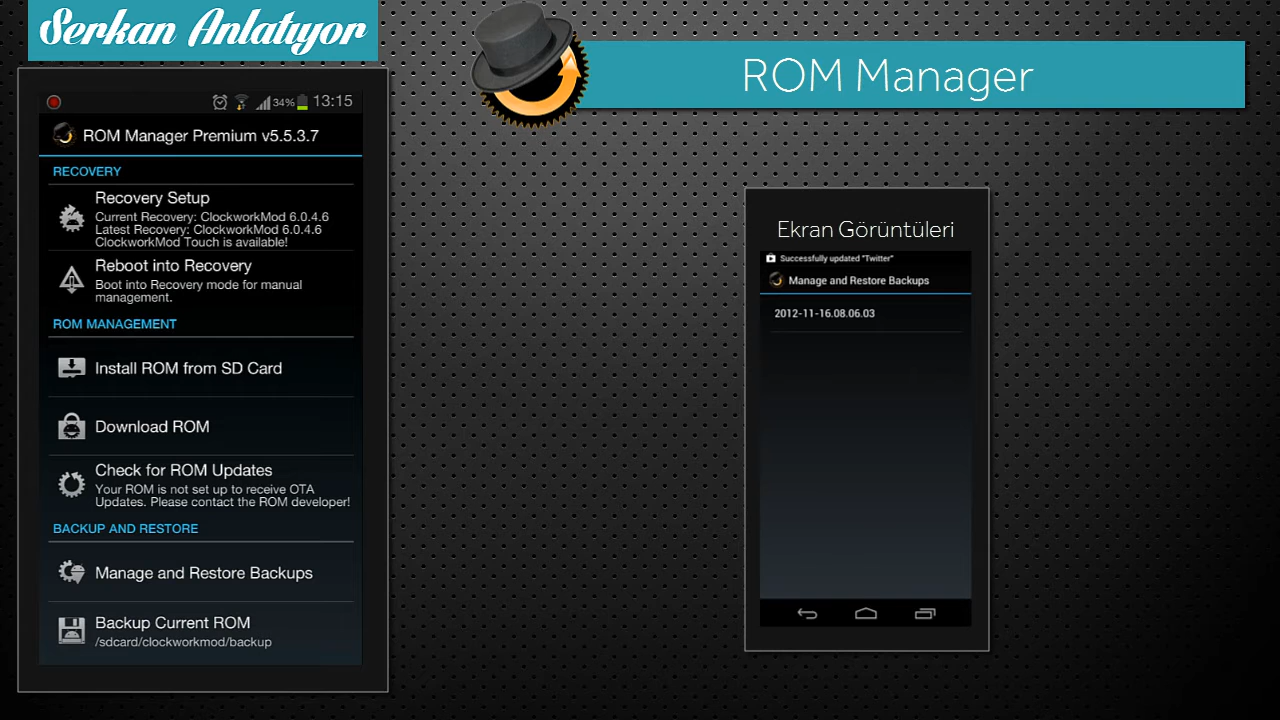 Serkan Anlatıyor
ROM Manager
34% 13:15
ROM Manager Premium v5.5.3.7
RECOVERY
Recovery Setup
Current Recovery: ClockworkMod 6.0.4.6
Latest Recovery: ClockworkMod 6.0.4.6
ClockworkMod Touch is available!
Reboot into Recovery
Boot into Recovery mode for manual
management.
ROM MANAGEMENT
Install ROM from SD Card
Download ROM
Check for ROM Updates
Your ROM is not set up to receive OTA
Updates. Please contact the ROM developer!
BACKUP AND RESTORE
Manage and Restore Backups
Backup Current ROM
/sdcard/clockworkmod/backup
Ekran Görüntüleri
Successfully updated "Twitter"
Manage and Restore Backups
2012-11-16.08.06.03